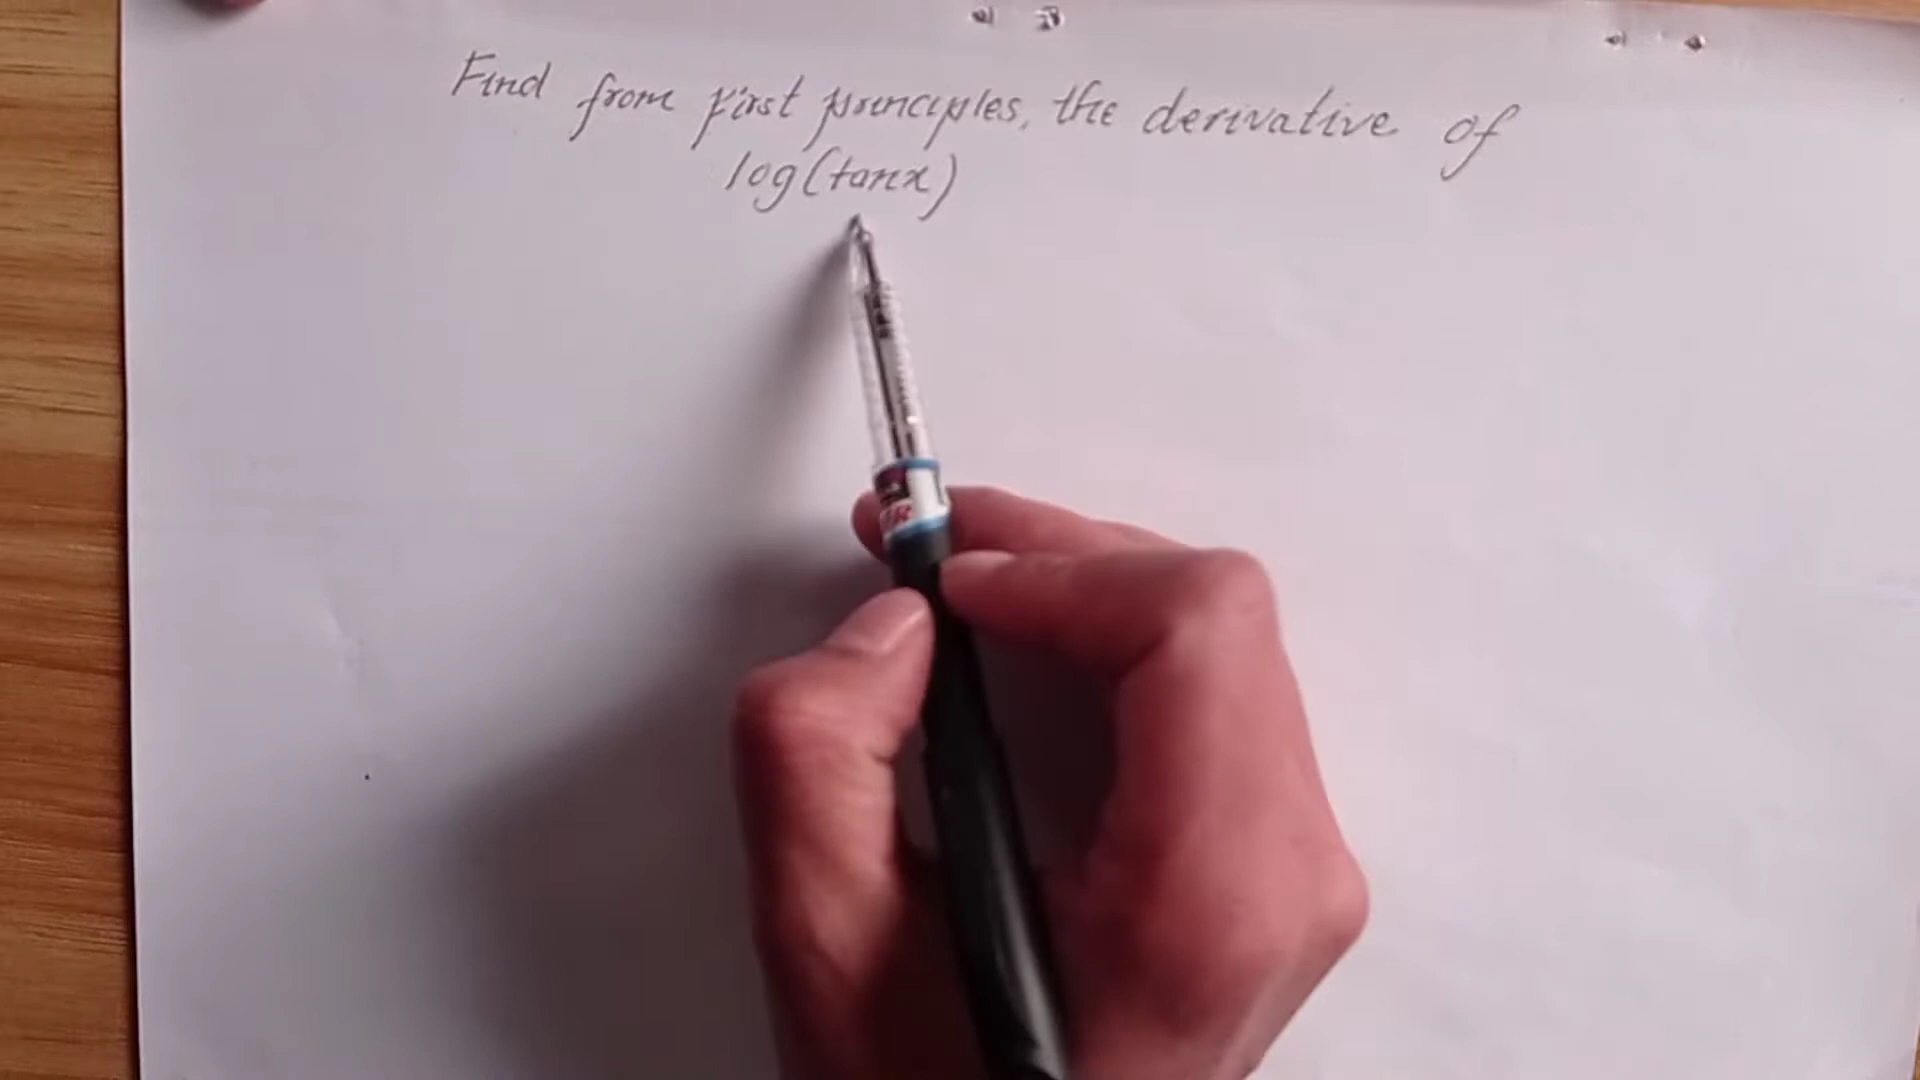 Find from first principles, the derivative of
log(tanx)